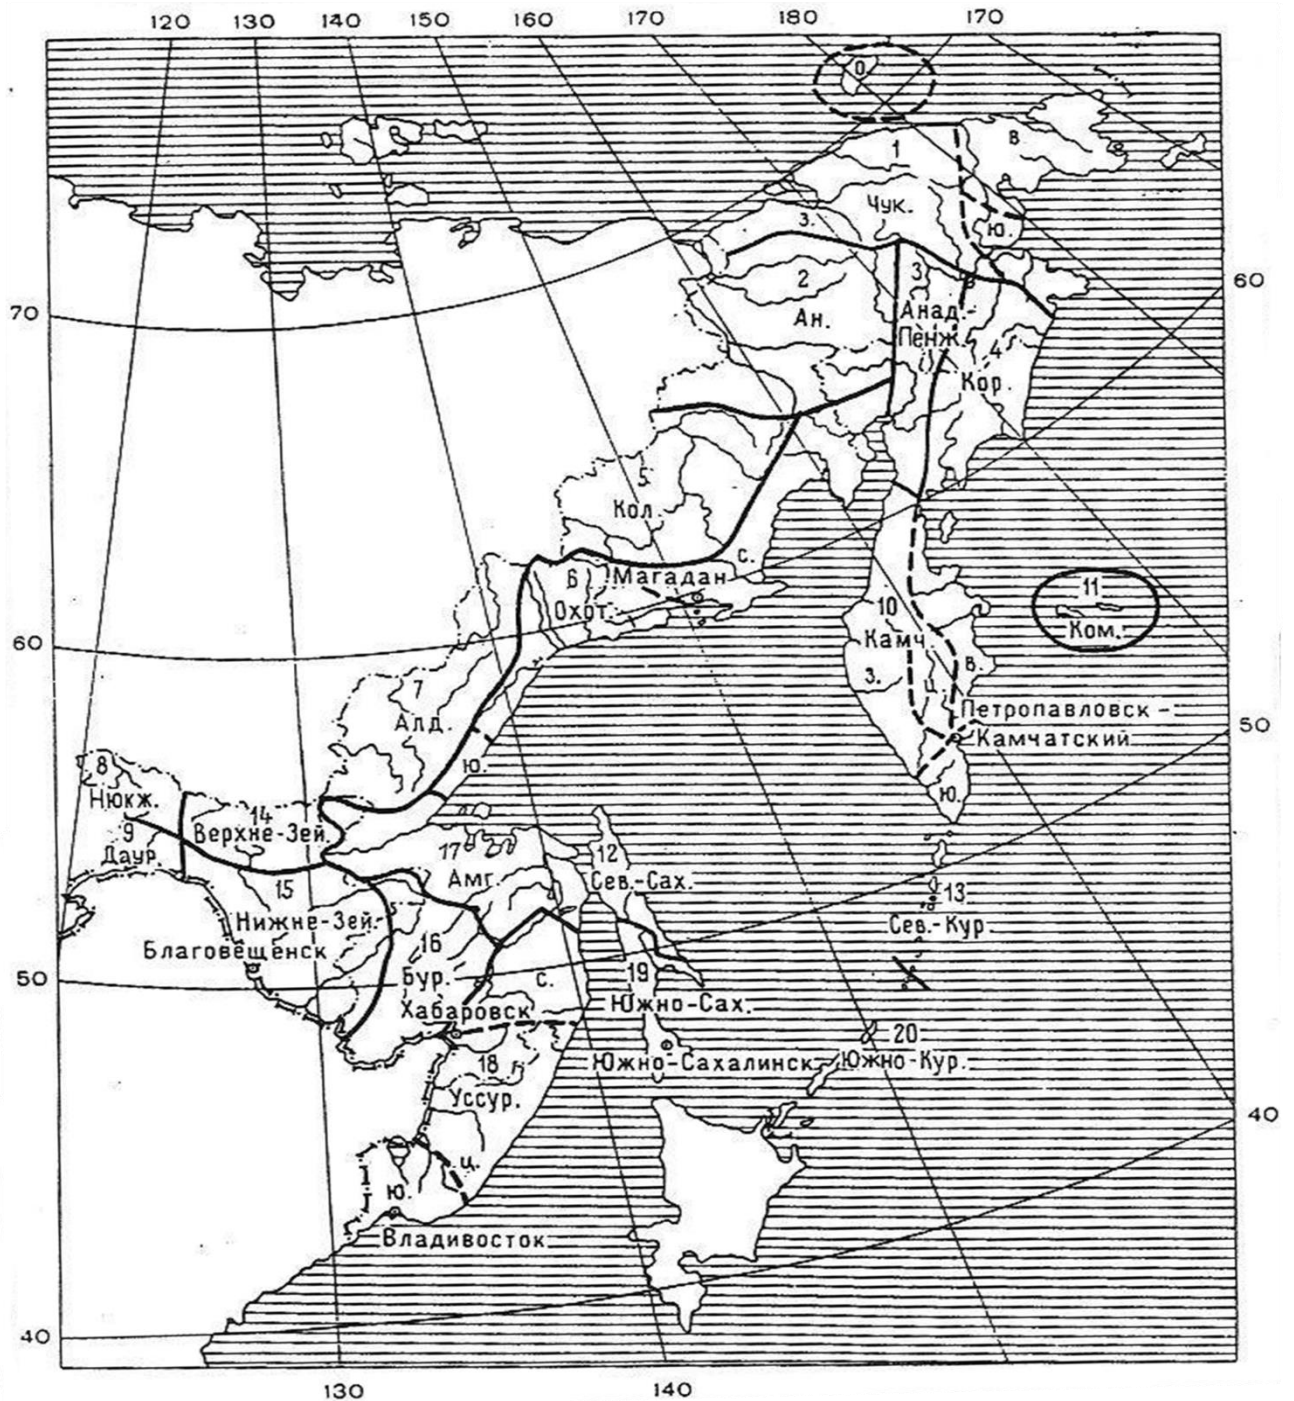 120 130 140 150 160 170 180 170
0
1
В
Чук.
З.
Ю.
60
2
3
70
Ан.
Анад.-
Пенж.
4
Кор.
5
Кол.
С.
6
Магадан
Охот.
11
Ком.
10
Камч.
60
З.
В.
Ц.
7
Алд.
Петропавловск-
Камчатский
50
Ю.
Ю.
8
Нюкж.
14
Верхне-Зей.
9
Даур.
17
Амг.
12
Сев.-Сах.
15
13
Нижне-Зей.
Сев.-Кур.
Благовещенск
16
50
Бур.
С.
19
Хабаровск
Южно-Сах.
20
18
Южно-Сахалинск
Южно-Кур.
Уссур.
40
Ц.
Ю.
Владивосток
40
130 140